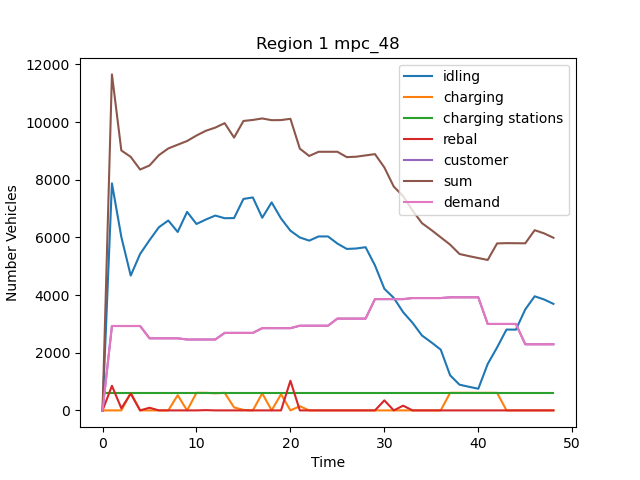 Region 1 mpc_48
12000
10000
8000
6000
4000
2000
0
Number Vehicles
idling
charging
charging stations
rebal
customer
sum
demand
0 10 20 30 40 50
Time